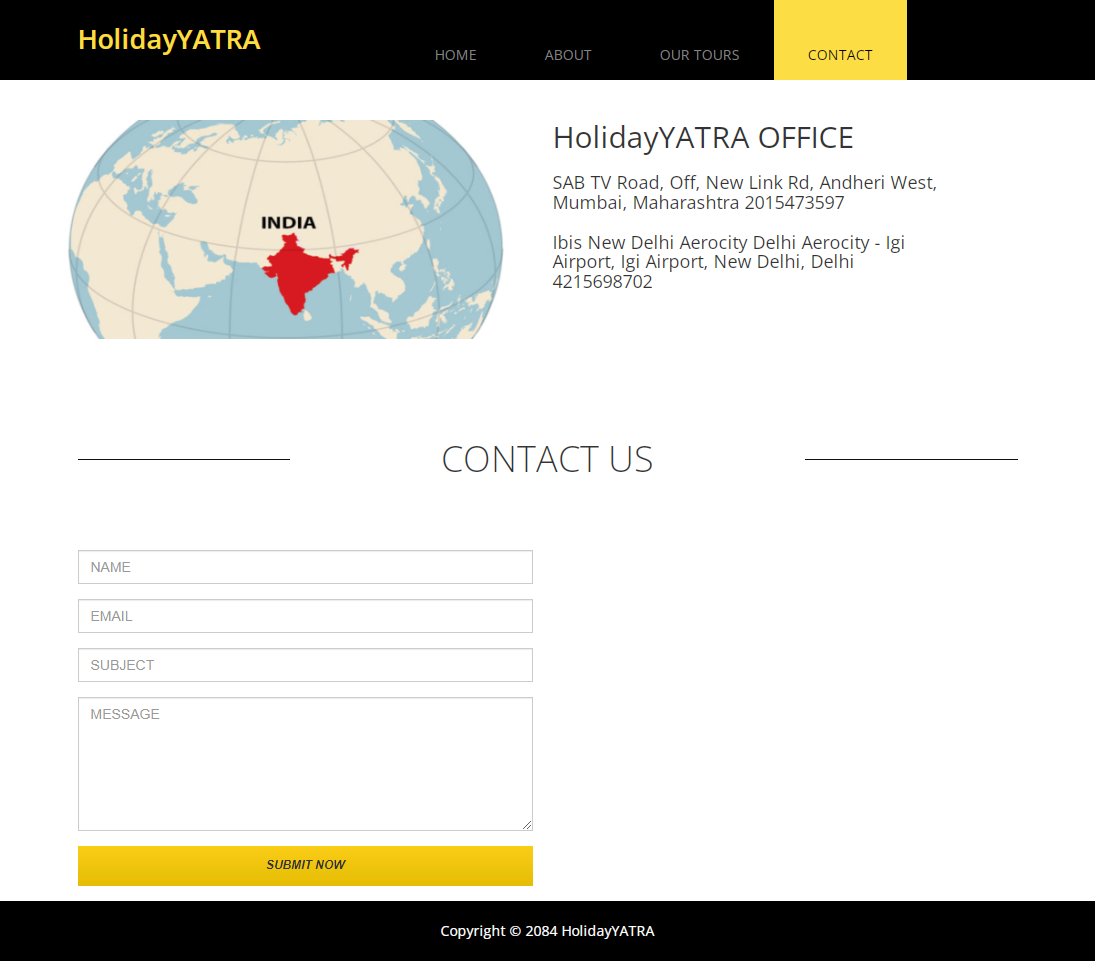 HolidayYATRA
HOME
ABOUT
OUR TOURS
CONTACT
INDIA
HolidayYATRA OFFICE
SAB TV Road, Off, New Link Rd, Andheri West,
Mumbai, Maharashtra 2015473597
Ibis New Delhi Aerocity Delhi Aerocity - Igi
Airport, Igi Airport, New Delhi, Delhi
4215698702
CONTACT US
NAME
EMAIL
SUBJECT
MESSAGE
SUBMIT NOW
Copyright © 2084 HolidayYATRA